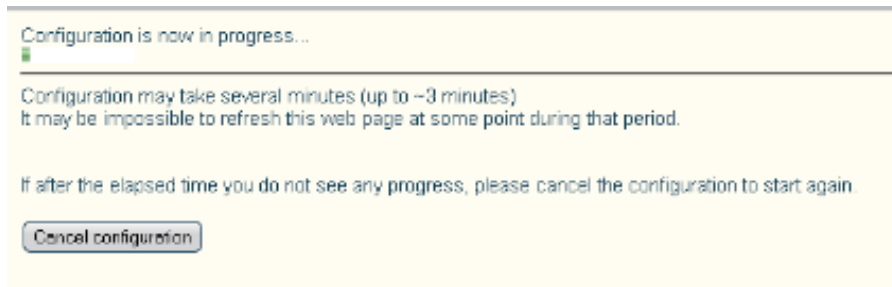 Configuration is now in progress...
Configuration may take several minutes (up to ~3 minutes)
It may be impossible to refresh this web page at some point during that period.
If after the elapsed time you do not see any progress, please cancel the configuration to start again.
Cancel configuration